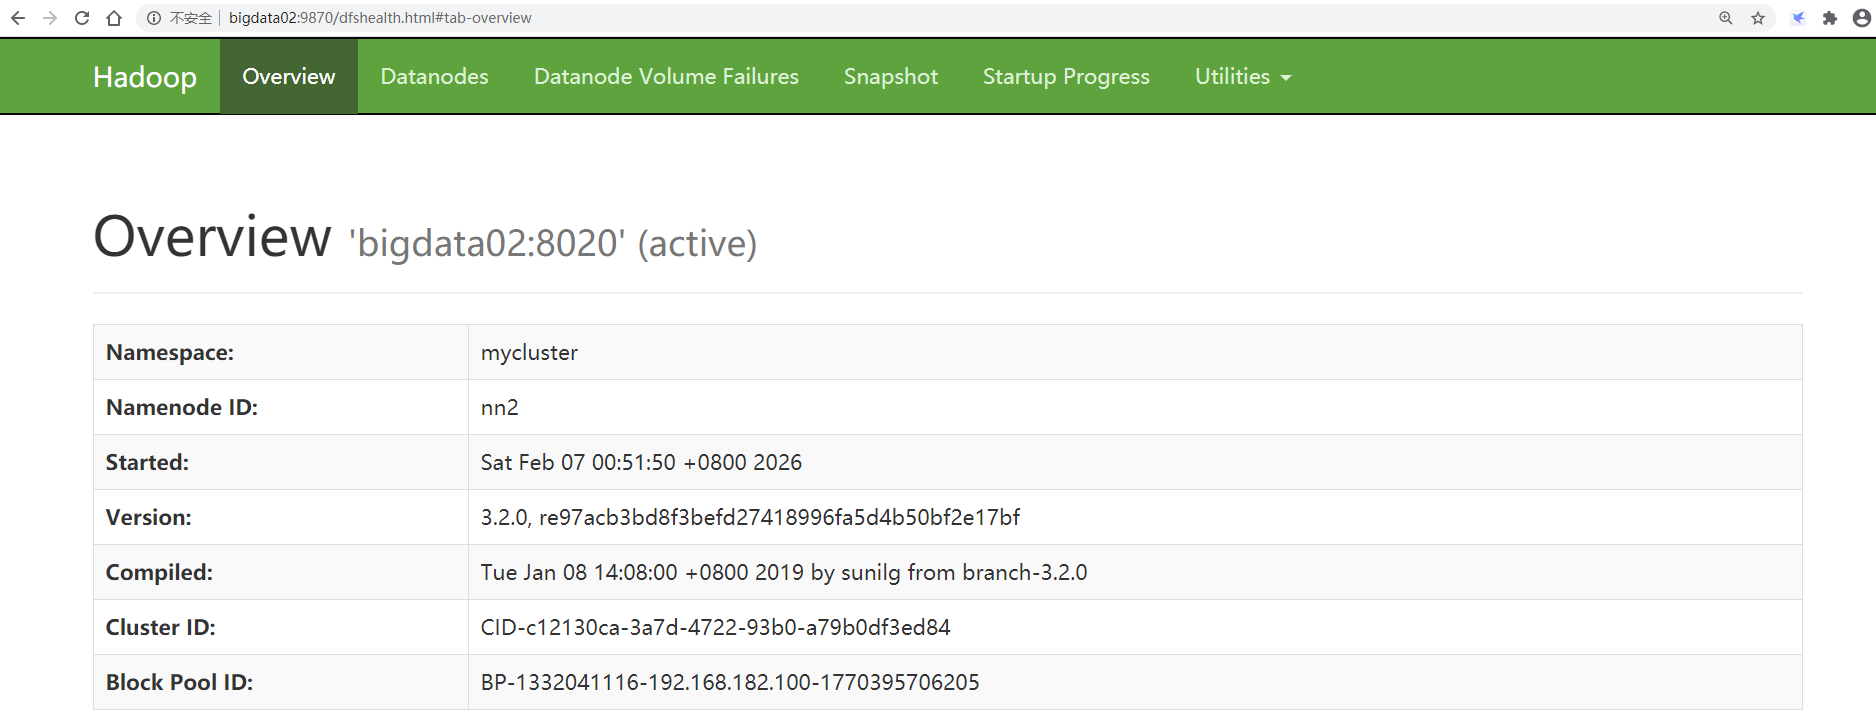 不安全 bigdata02:9870/dfshealth.html#tab-overview
Hadoop Overview Datanodes Datanode Volume Failures Snapshot Startup Progress Utilities
Overview 'bigdata02:8020' (active)
Namespace: mycluster
Namenode ID: nn2
Started: Sat Feb 07 00:51:50 +0800 2026
Version: 3.2.0, re97acb3bd8f3befd27418996fa5d4b50bf2e17bf
Compiled: Tue Jan 08 14:08:00 +0800 2019 by sunilg from branch-3.2.0
Cluster ID: CID-c12130ca-3a7d-4722-93b0-a79b0df3ed84
Block Pool ID: BP-1332041116-192.168.182.100-1770395706205